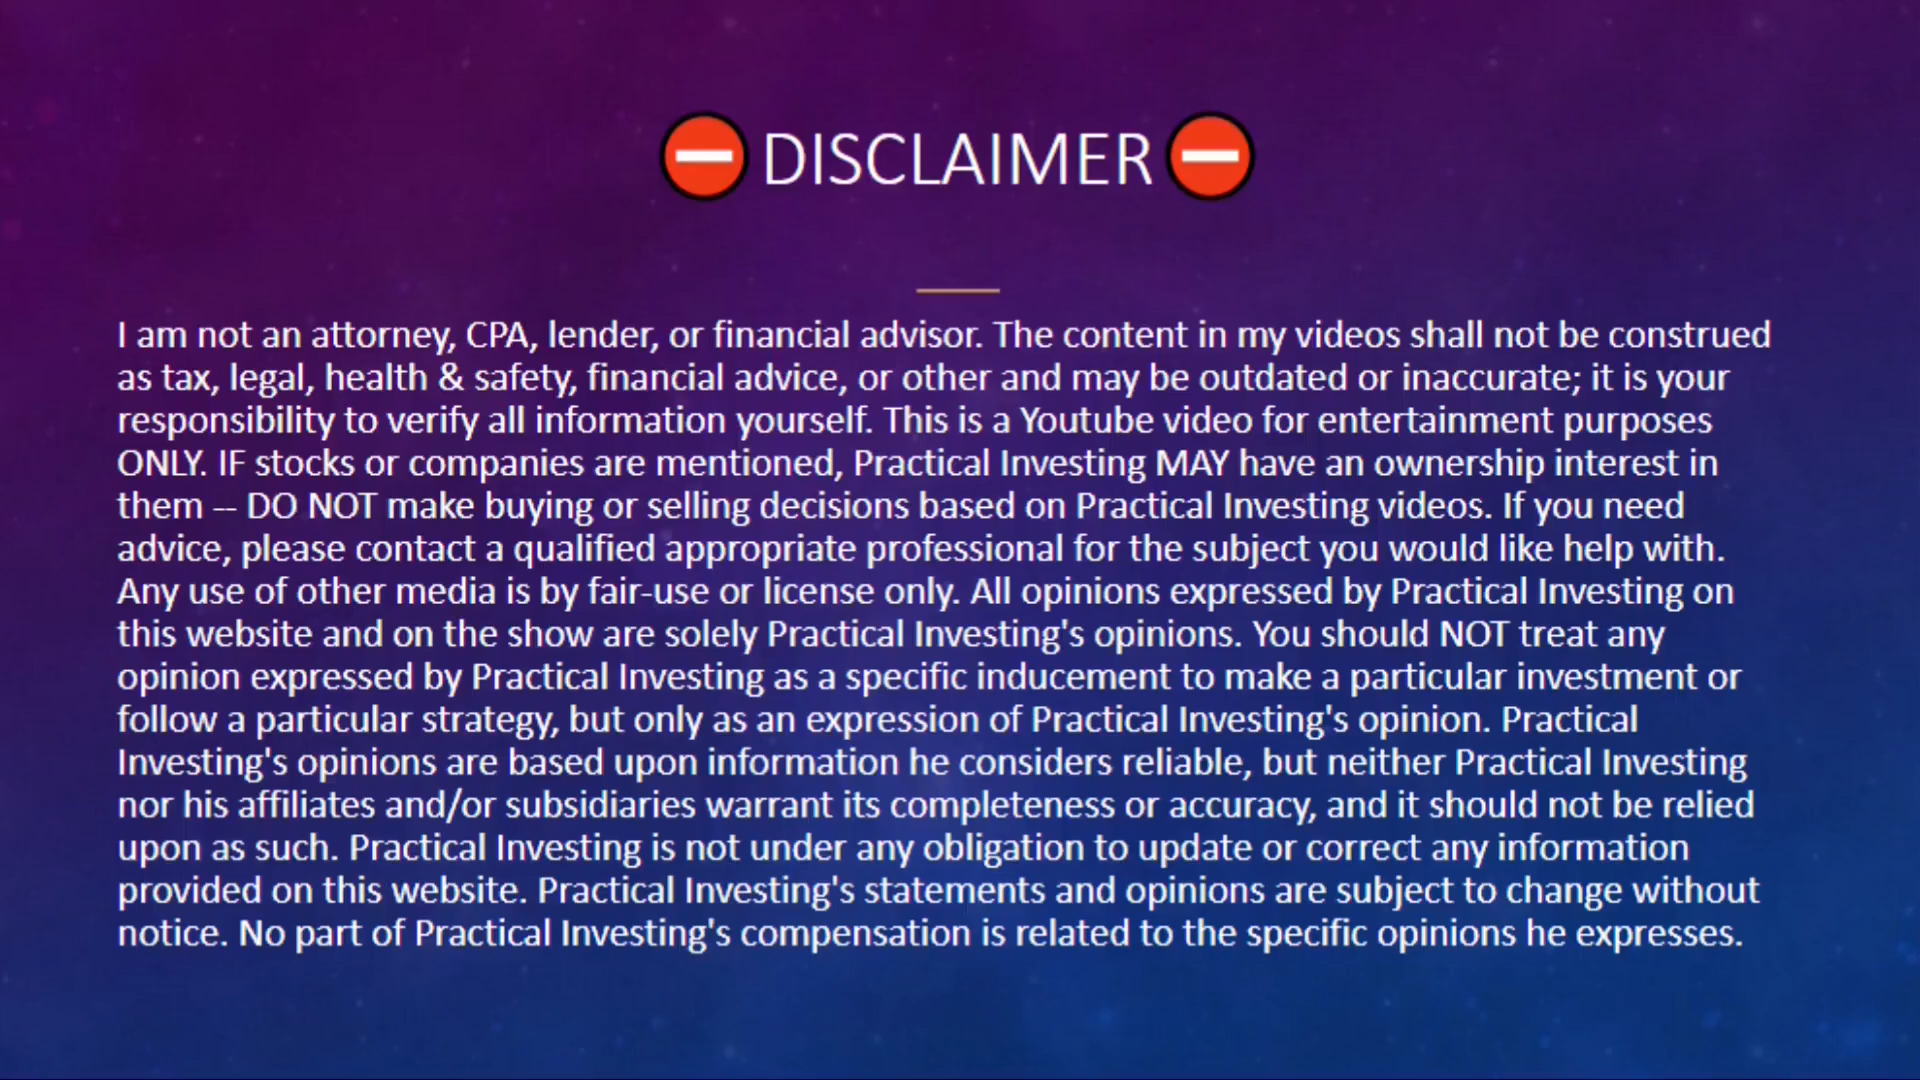 ⛔ DISCLAIMER ⛔
I am not an attorney, CPA, lender, or financial advisor. The content in my videos shall not be construed
as tax, legal, health & safety, financial advice, or other and may be outdated or inaccurate; it is your
responsibility to verify all information yourself. This is a Youtube video for entertainment purposes
ONLY. IF stocks or companies are mentioned, Practical Investing MAY have an ownership interest in
them -- DO NOT make buying or selling decisions based on Practical Investing videos. If you need
advice, please contact a qualified appropriate professional for the subject you would like help with.
Any use of other media is by fair-use or license only. All opinions expressed by Practical Investing on
this website and on the show are solely Practical Investing's opinions. You should NOT treat any
opinion expressed by Practical Investing as a specific inducement to make a particular investment or
follow a particular strategy, but only as an expression of Practical Investing's opinion. Practical
Investing's opinions are based upon information he considers reliable, but neither Practical Investing
nor his affiliates and/or subsidiaries warrant its completeness or accuracy, and it should not be relied
upon as such. Practical Investing is not under any obligation to update or correct any information
provided on this website. Practical Investing's statements and opinions are subject to change without
notice. No part of Practical Investing's compensation is related to the specific opinions he expresses.